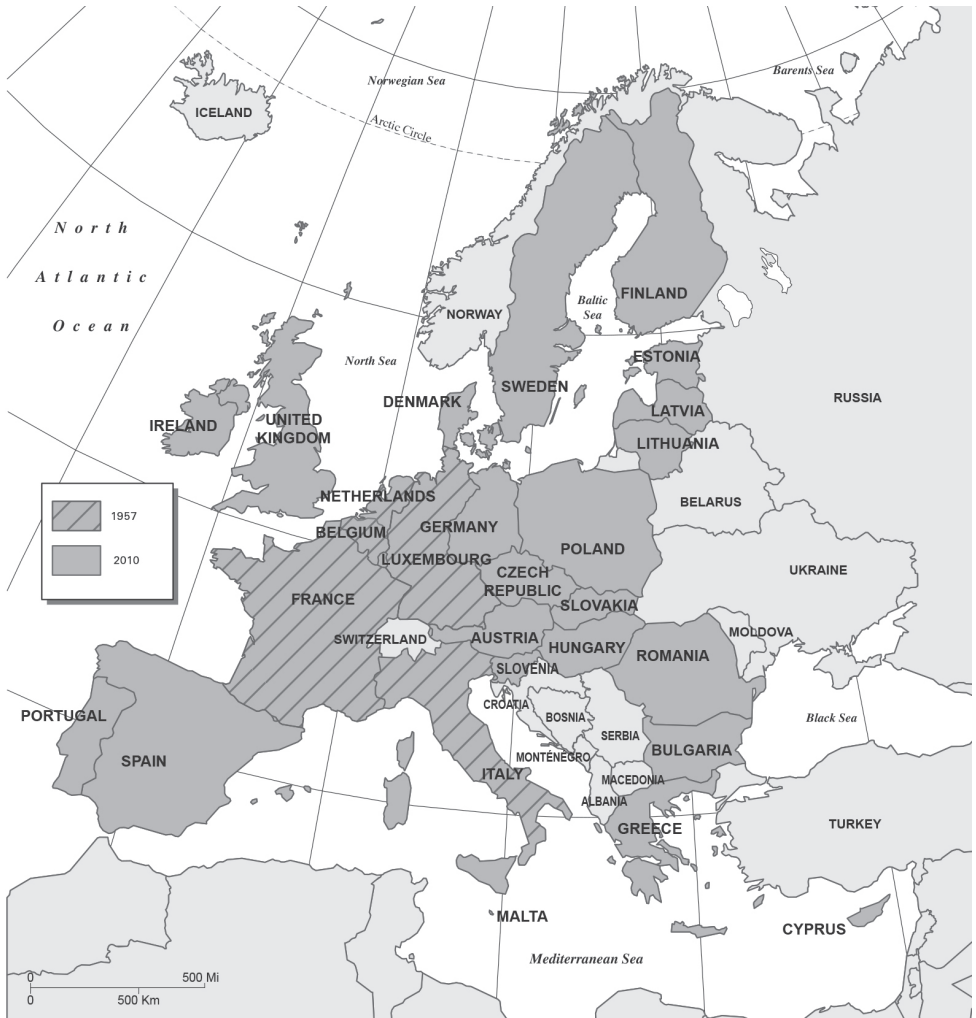 Norwegian Sea
Barents Sea
ICELAND
Arctic Circle
North
Atlantic
Ocean
FINLAND
Baltic
Sea
NORWAY
North Sea
ESTONIA
SWEDEN
DENMARK
RUSSIA
LATVIA
IRELAND
UNITED
KINGDOM
LITHUANIA
NETHERLANDS
BELARUS
1957
GERMANY
BELGIUM
POLAND
2010
LUXEMBOURG
CZECH
REPUBLIC
UKRAINE
FRANCE
SLOVAKIA
SWITZERLAND
AUSTRIA
MOLDOVA
HUNGARY
ROMANIA
SLOVENIA
CROATIA
PORTUGAL
BOSNIA
Black Sea
SERBIA
BULGARIA
MONTÉNEGRO
SPAIN
ITALY
MACEDONIA
ALBANIA
GREECE
TURKEY
MALTA
CYPRUS
Mediterranean Sea
0 500 Mi
0 500 Km